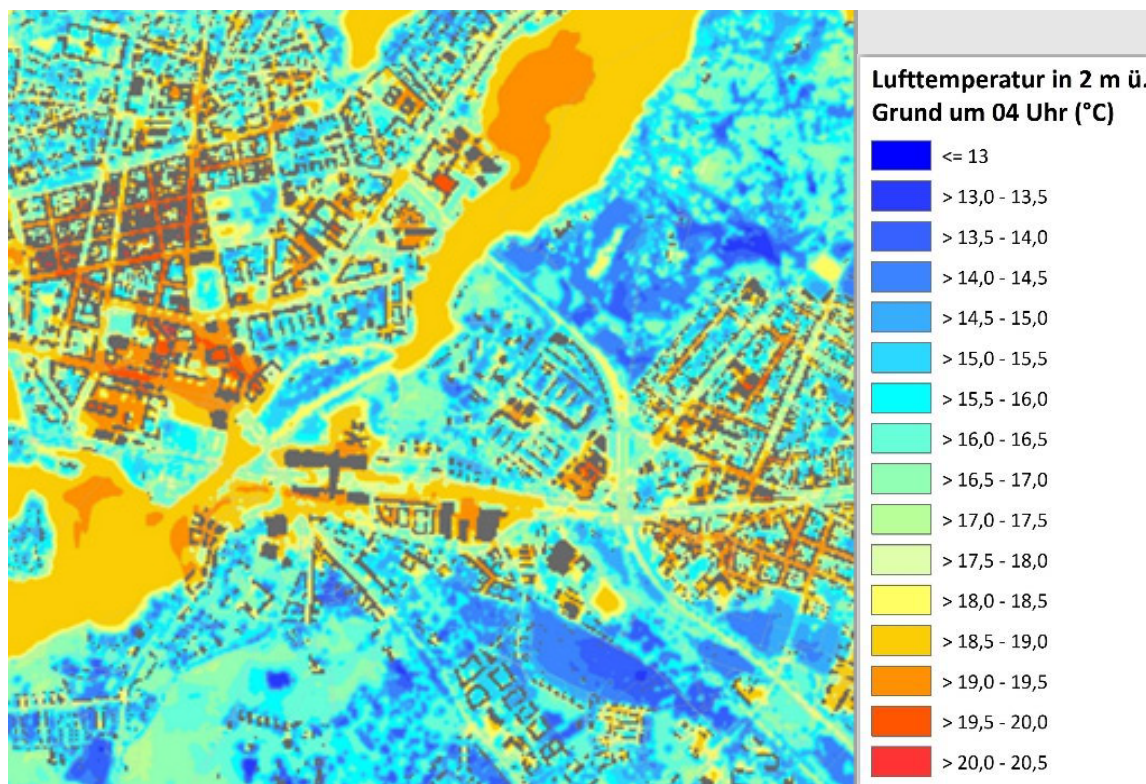 Lufttemperatur in 2 m ü.
Grund um 04 Uhr (°C)
<= 13
> 13,0 - 13,5
> 13,5 - 14,0
> 14,0 - 14,5
> 14,5 - 15,0
> 15,0 - 15,5
> 15,5 - 16,0
> 16,0 - 16,5
> 16,5 - 17,0
> 17,0 - 17,5
> 17,5 - 18,0
> 18,0 - 18,5
> 18,5 - 19,0
> 19,0 - 19,5
> 19,5 - 20,0
> 20,0 - 20,5